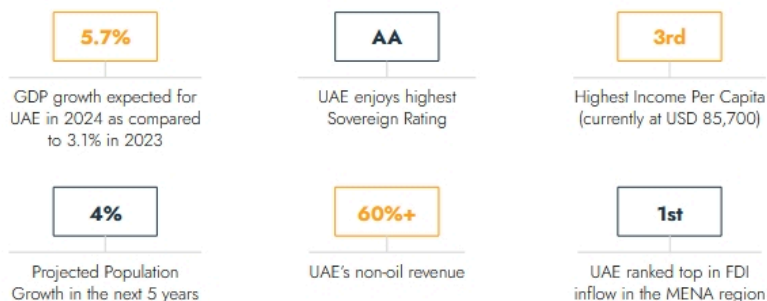 5.7%
GDP growth expected for
UAE in 2024 as compared
to 3.1% in 2023
AA
UAE enjoys highest
Sovereign Rating
3rd
Highest Income Per Capita
(currently at USD 85,700)
4%
Projected Population
Growth in the next 5 years
60%+
UAE's non-oil revenue
1st
UAE ranked top in FDI
inflow in the MENA region